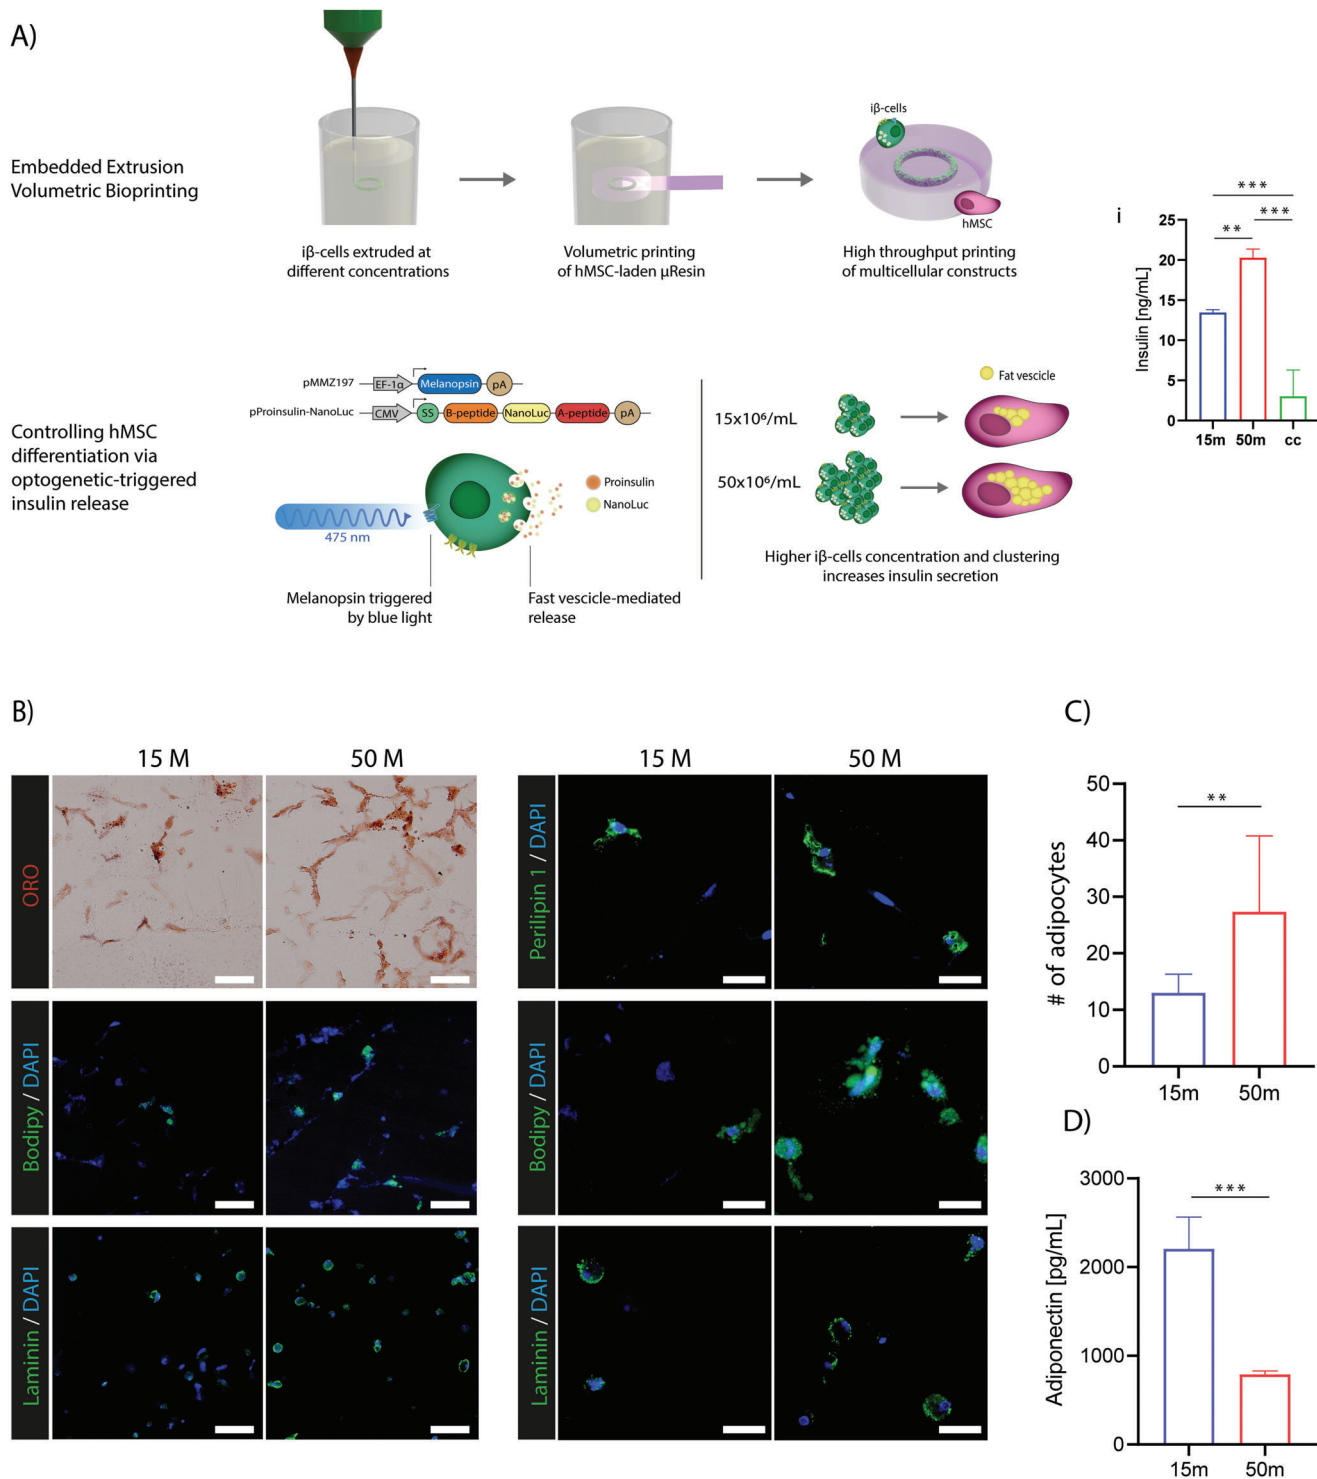 A)
Embedded Extrusion
Volumetric Bioprinting
iβ-cells extruded at
different concentrations
Volumetric printing
of hMSC-laden µResin
iβ-cells
hMSC
High throughput printing
of multicellular constructs
i
Insulin [ng/mL]
25
20
15
10
5
0
***
** ***
15m 50m cc
Controlling hMSC
differentiation via
optogenetic-triggered
insulin release
pMMZ197 EF-1α Melanopsin pA
pProinsulin-NanoLuc CMV SS B-peptide NanoLuc A-peptide pA
475 nm
Proinsulin
NanoLuc
Melanopsin triggered
by blue light
Fast vescicle-mediated
release
Fat vescicle
15x10⁶/mL
50x10⁶/mL
Higher iβ-cells concentration and clustering
increases insulin secretion
B)
15 M 50 M
ORO
Bodipy / DAPI
Laminin / DAPI
15 M 50 M
Perilipin 1 / DAPI
Bodipy / DAPI
Laminin / DAPI
C)
# of adipocytes
50
40
30
20
10
0
**
15m 50m
D)
Adiponectin [pg/mL]
3000
2000
1000
0
***
15m 50m